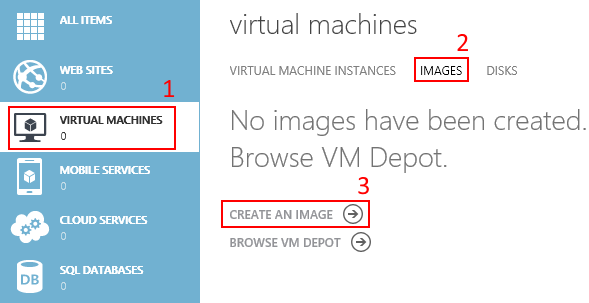 ALL ITEMS
WEB SITES
0
1
VIRTUAL MACHINES
0
MOBILE SERVICES
0
CLOUD SERVICES
0
DB
SQL DATABASES
0
virtual machines
2
VIRTUAL MACHINE INSTANCES IMAGES DISKS
No images have been created.
Browse VM Depot.
3
CREATE AN IMAGE
BROWSE VM DEPOT